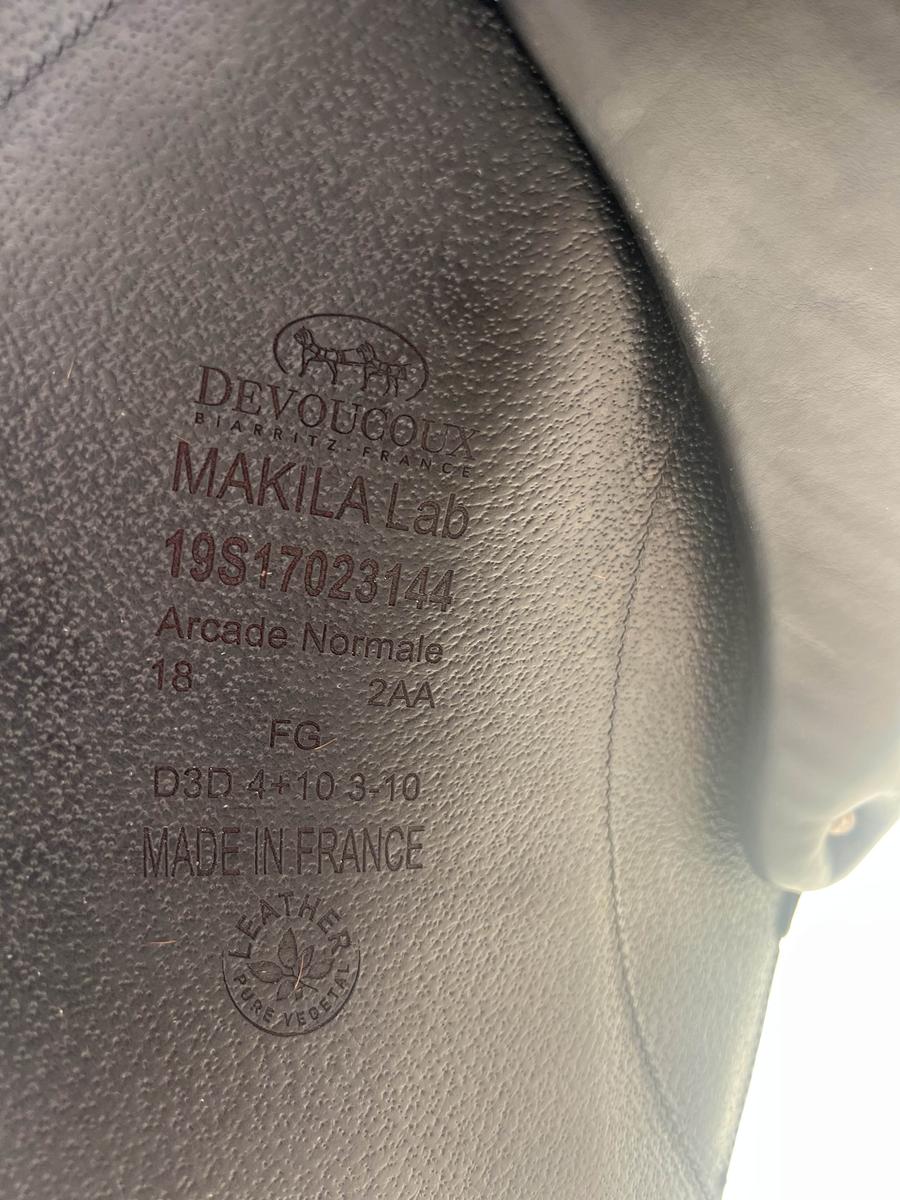 DEVOUCOUX
BIARRITZ-FRANCE
MAKILA Lab
19S17023144
Arcade Normale
18 2AA
FG
D3D 4+10 3-10
MADE IN FRANCE
LEATHER
PURE VEGETAL